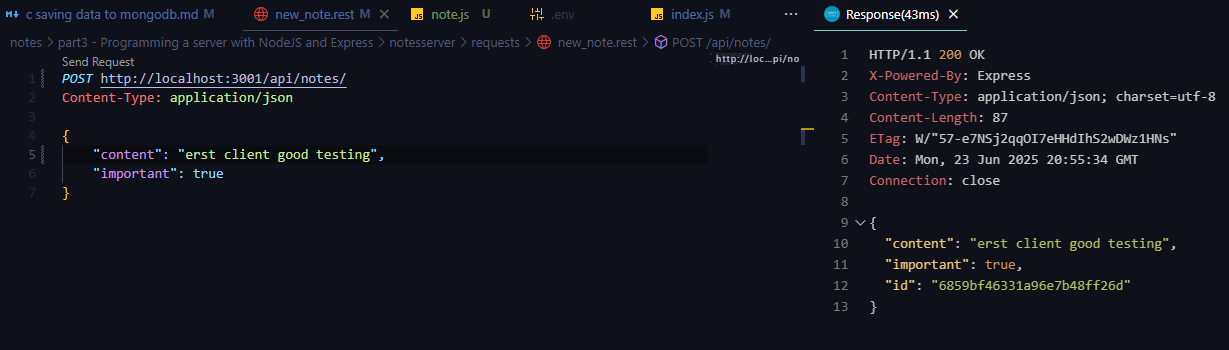 c saving data to mongodb.md M new_note.rest M note.js U .env index.js M ...
notes > part3 - Programming a server with NodeJS and Express > notesserver > requests > new_note.rest > POST /api/notes/
Send Request
1 POST http://localhost:3001/api/notes/
2 Content-Type: application/json
3
4 {
5 "content": "erst client good testing",
6 "important": true
7 }
http://loc...pi/no
Response(43ms)
1 HTTP/1.1 200 OK
2 X-Powered-By: Express
3 Content-Type: application/json; charset=utf-8
4 Content-Length: 87
5 ETag: W/"57-e7NSj2qqOI7eHHdIhS2wDWz1HNs"
6 Date: Mon, 23 Jun 2025 20:55:34 GMT
7 Connection: close
8
9 {
10 "content": "erst client good testing",
11 "important": true,
12 "id": "6859bf46331a96e7b48ff26d"
13 }